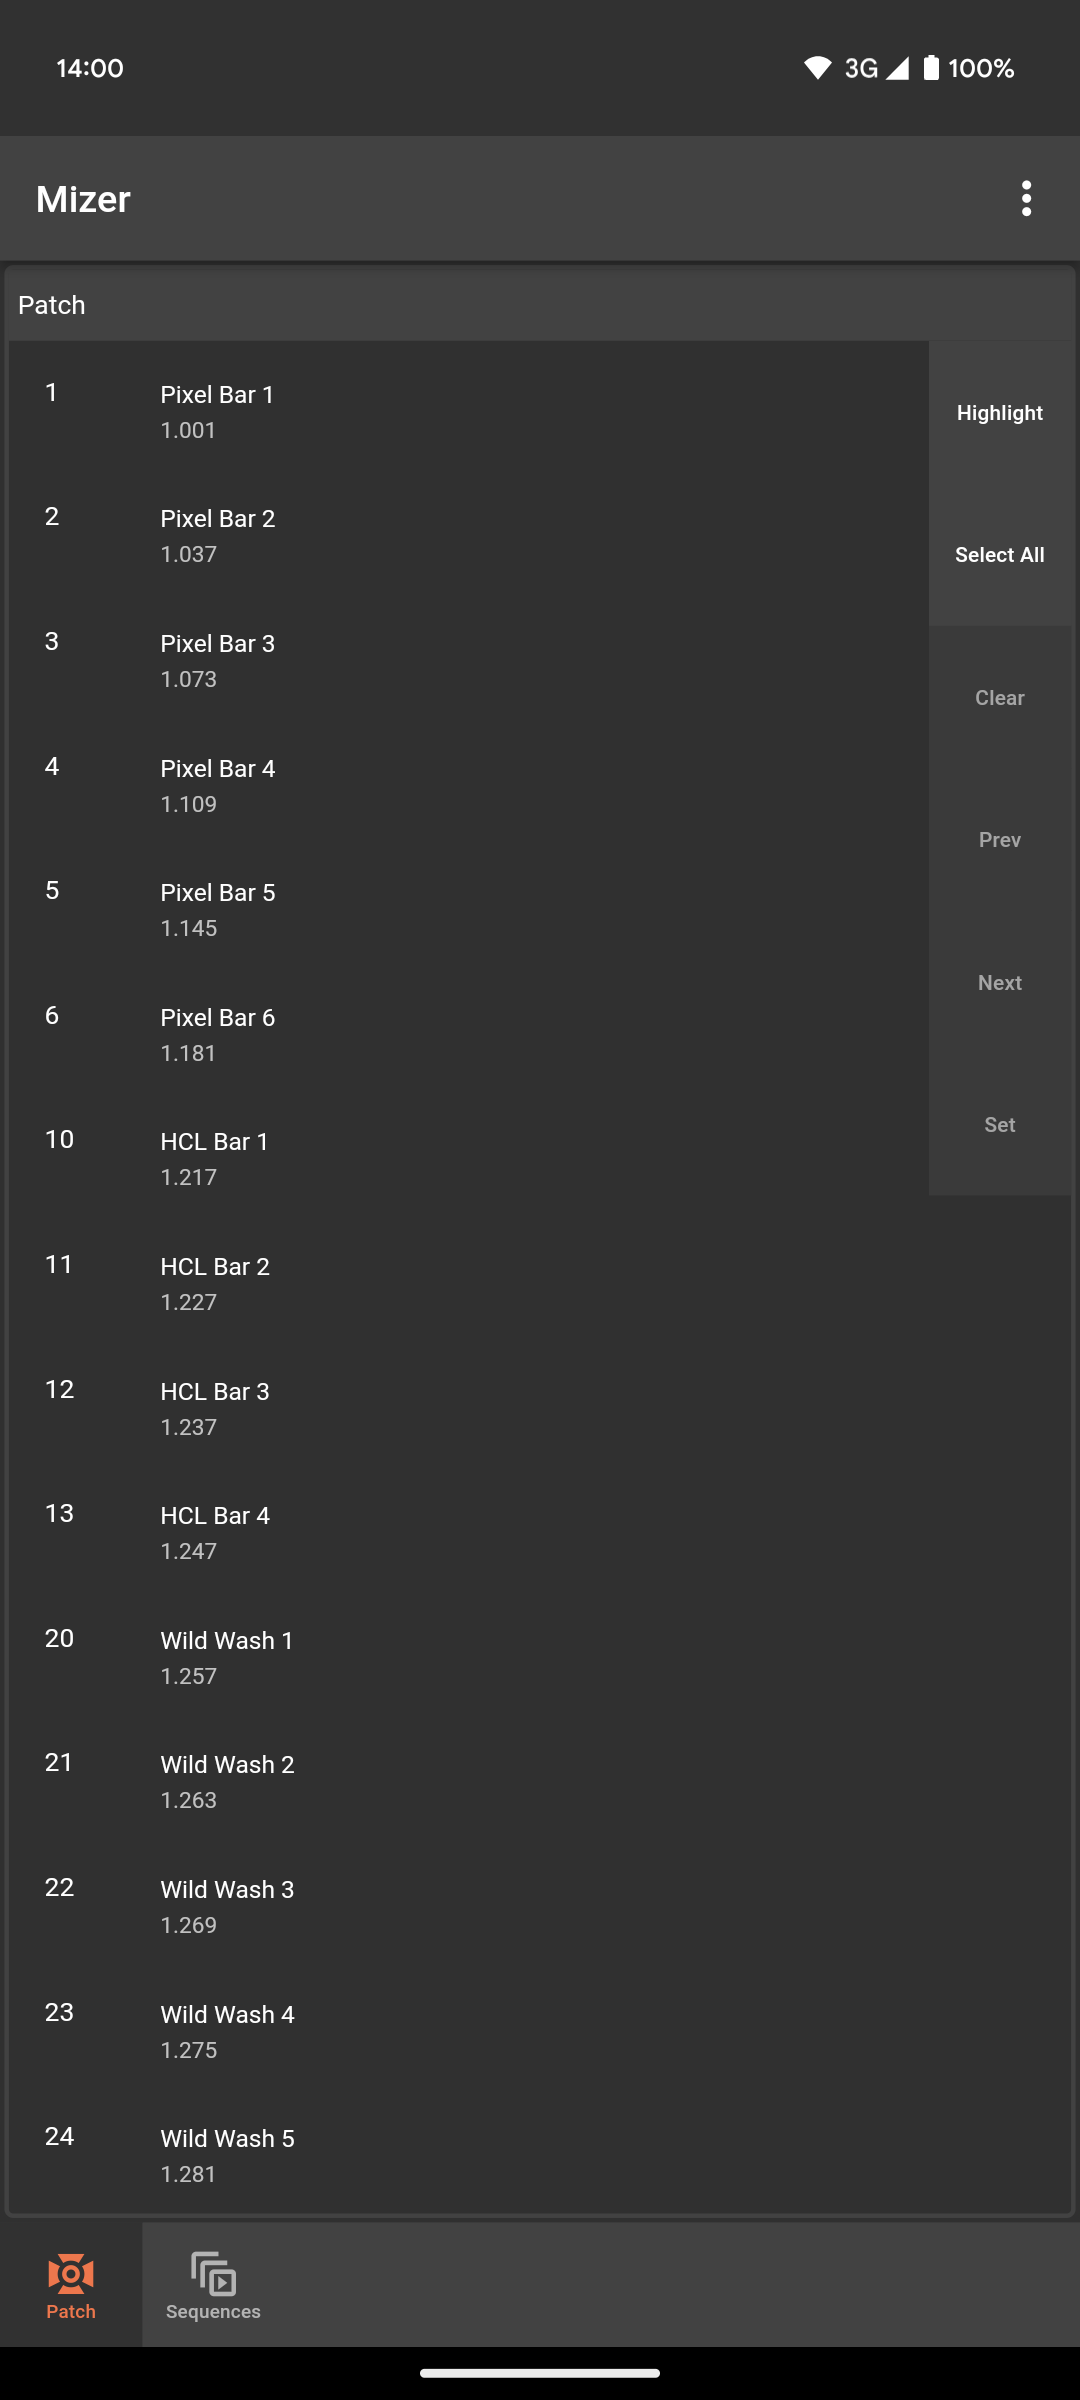 14:00 3G 100%
Mizer
Patch
1 Pixel Bar 1
1.001
Highlight
2 Pixel Bar 2
1.037
Select All
3 Pixel Bar 3
1.073
Clear
4 Pixel Bar 4
1.109
Prev
5 Pixel Bar 5
1.145
Next
6 Pixel Bar 6
1.181
Set
10 HCL Bar 1
1.217
11 HCL Bar 2
1.227
12 HCL Bar 3
1.237
13 HCL Bar 4
1.247
20 Wild Wash 1
1.257
21 Wild Wash 2
1.263
22 Wild Wash 3
1.269
23 Wild Wash 4
1.275
24 Wild Wash 5
1.281
Patch Sequences